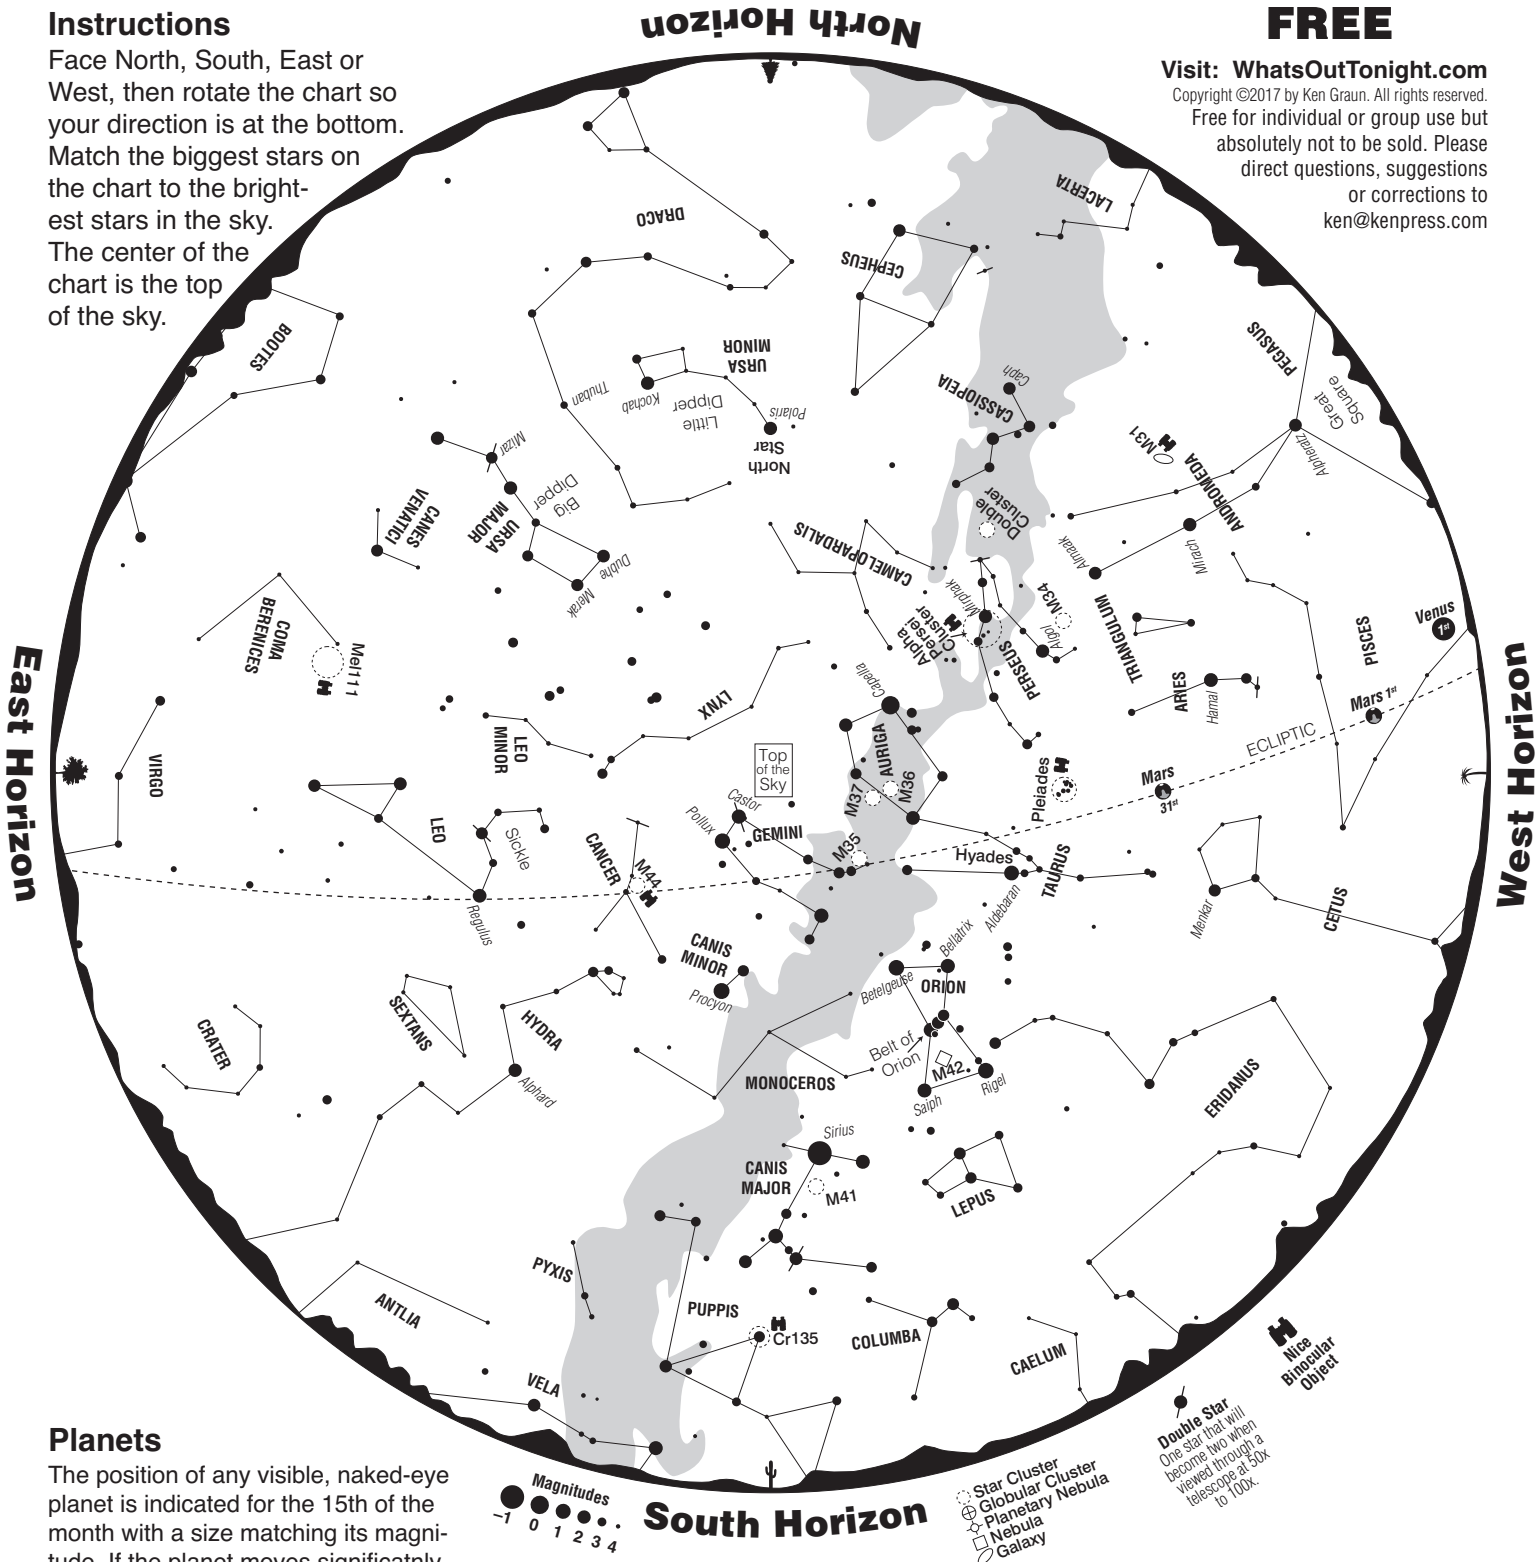 Instructions
Face North, South, East or
West, then rotate the chart so
your direction is at the bottom.
Match the biggest stars on
the chart to the bright-
est stars in the sky.
The center of the
chart is the top
of the sky.
North Horizon
FREE
Visit: WhatsOutTonight.com
Copyright ©2017 by Ken Graun. All rights reserved.
Free for individual or group use but
absolutely not to be sold. Please
direct questions, suggestions
or corrections to
ken@kenpress.com
DRACO
LACERTA
CEPHEUS
BOOTES
URSA
MINOR
Thuban
Kochab
Little
Dipper
Polaris
North
Star
CASSIOPEIA
Caph
PEGASUS
Great
Square
Alpheratz
M31
ANDROMEDA
Mizar
Big
Dipper
URSA
MAJOR
CANES
VENATICI
Dubhe
Merak
CAMELOPARDALIS
Double
Cluster
Almaak
Mirach
Mirphak
Alpha
Persei
Cluster
M34
Algol
PERSEUS
TRIANGULUM
PISCES
Venus
1st
COMA
BERENICES
Mel111
East Horizon
West Horizon
VIRGO
LEO
MINOR
LYNX
Capella
AURIGA
M36
M37
ARIES
Hamal
Mars 1st
ECLIPTIC
Mars
31st
Top
of the
Sky
Pleiades
LEO
Sickle
Regulus
CANCER
M44
Castor
Pollux
GEMINI
M35
Hyades
TAURUS
Aldebaran
Menkar
CETUS
CANIS
MINOR
Procyon
Betelgeuse
Bellatrix
ORION
Belt of
Orion
M42
Rigel
Saiph
SEXTANS
HYDRA
Alphard
CRATER
MONOCEROS
ERIDANUS
Sirius
CANIS
MAJOR
M41
LEPUS
PYXIS
ANTLIA
PUPPIS
Cr135
COLUMBA
CAELUM
VELA
Nice
Binocular
Object
Double Star
One star that will
become two when
viewed through a
telescope at 50x
to 100x.
Planets
The position of any visible, naked-eye
planet is indicated for the 15th of the
month with a size matching its magni-
tude. If the planet moves significatnly
Magnitudes
–1 0 1 2 3 4
South Horizon
Star Cluster
Globular Cluster
Planetary Nebula
Nebula
Galaxy